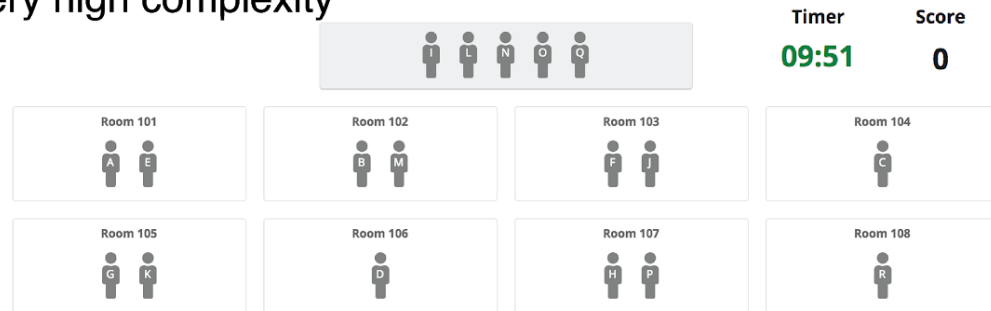 ery high complexity
Timer
Score
I L N O Q
09:51
0
Room 101
Room 102
Room 103
Room 104
A E
B M
F J
C
Room 105
Room 106
Room 107
Room 108
G K
D
H P
R